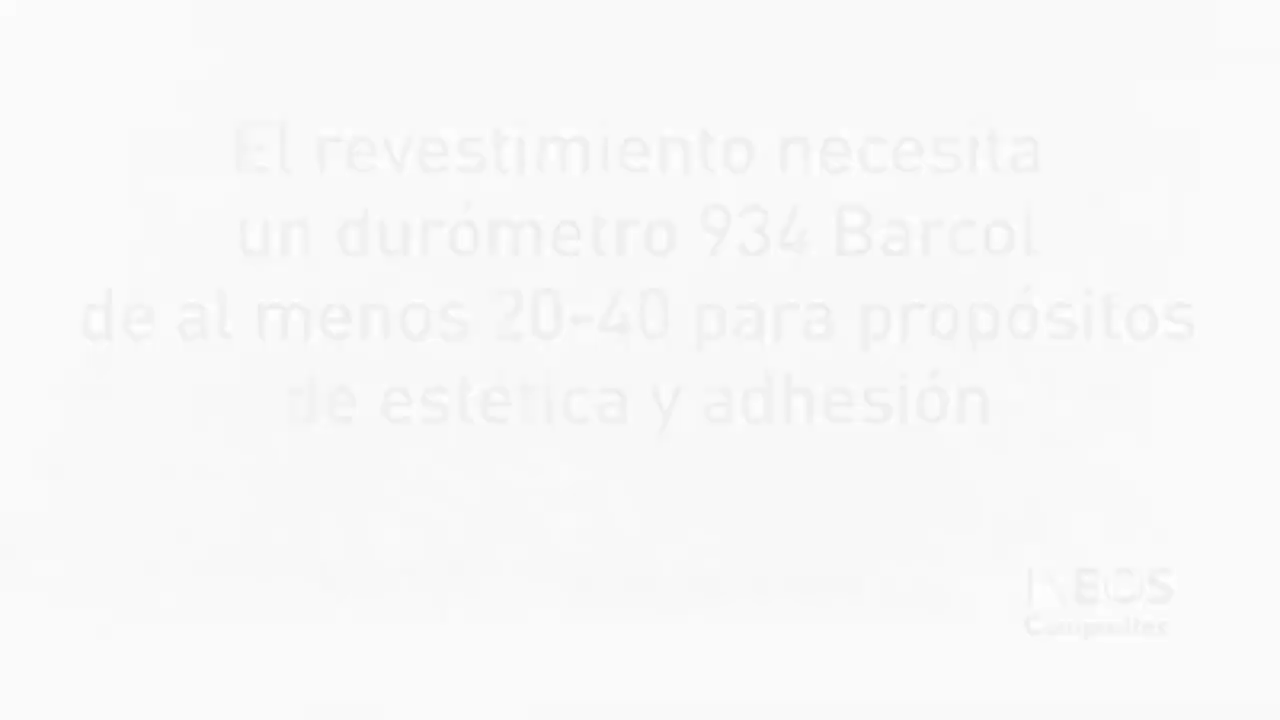 El revestimiento necesita
un durómetro 934 Barcol
de al menos 20-40 para propósitos
de estética y adhesión
INEOS
Composites